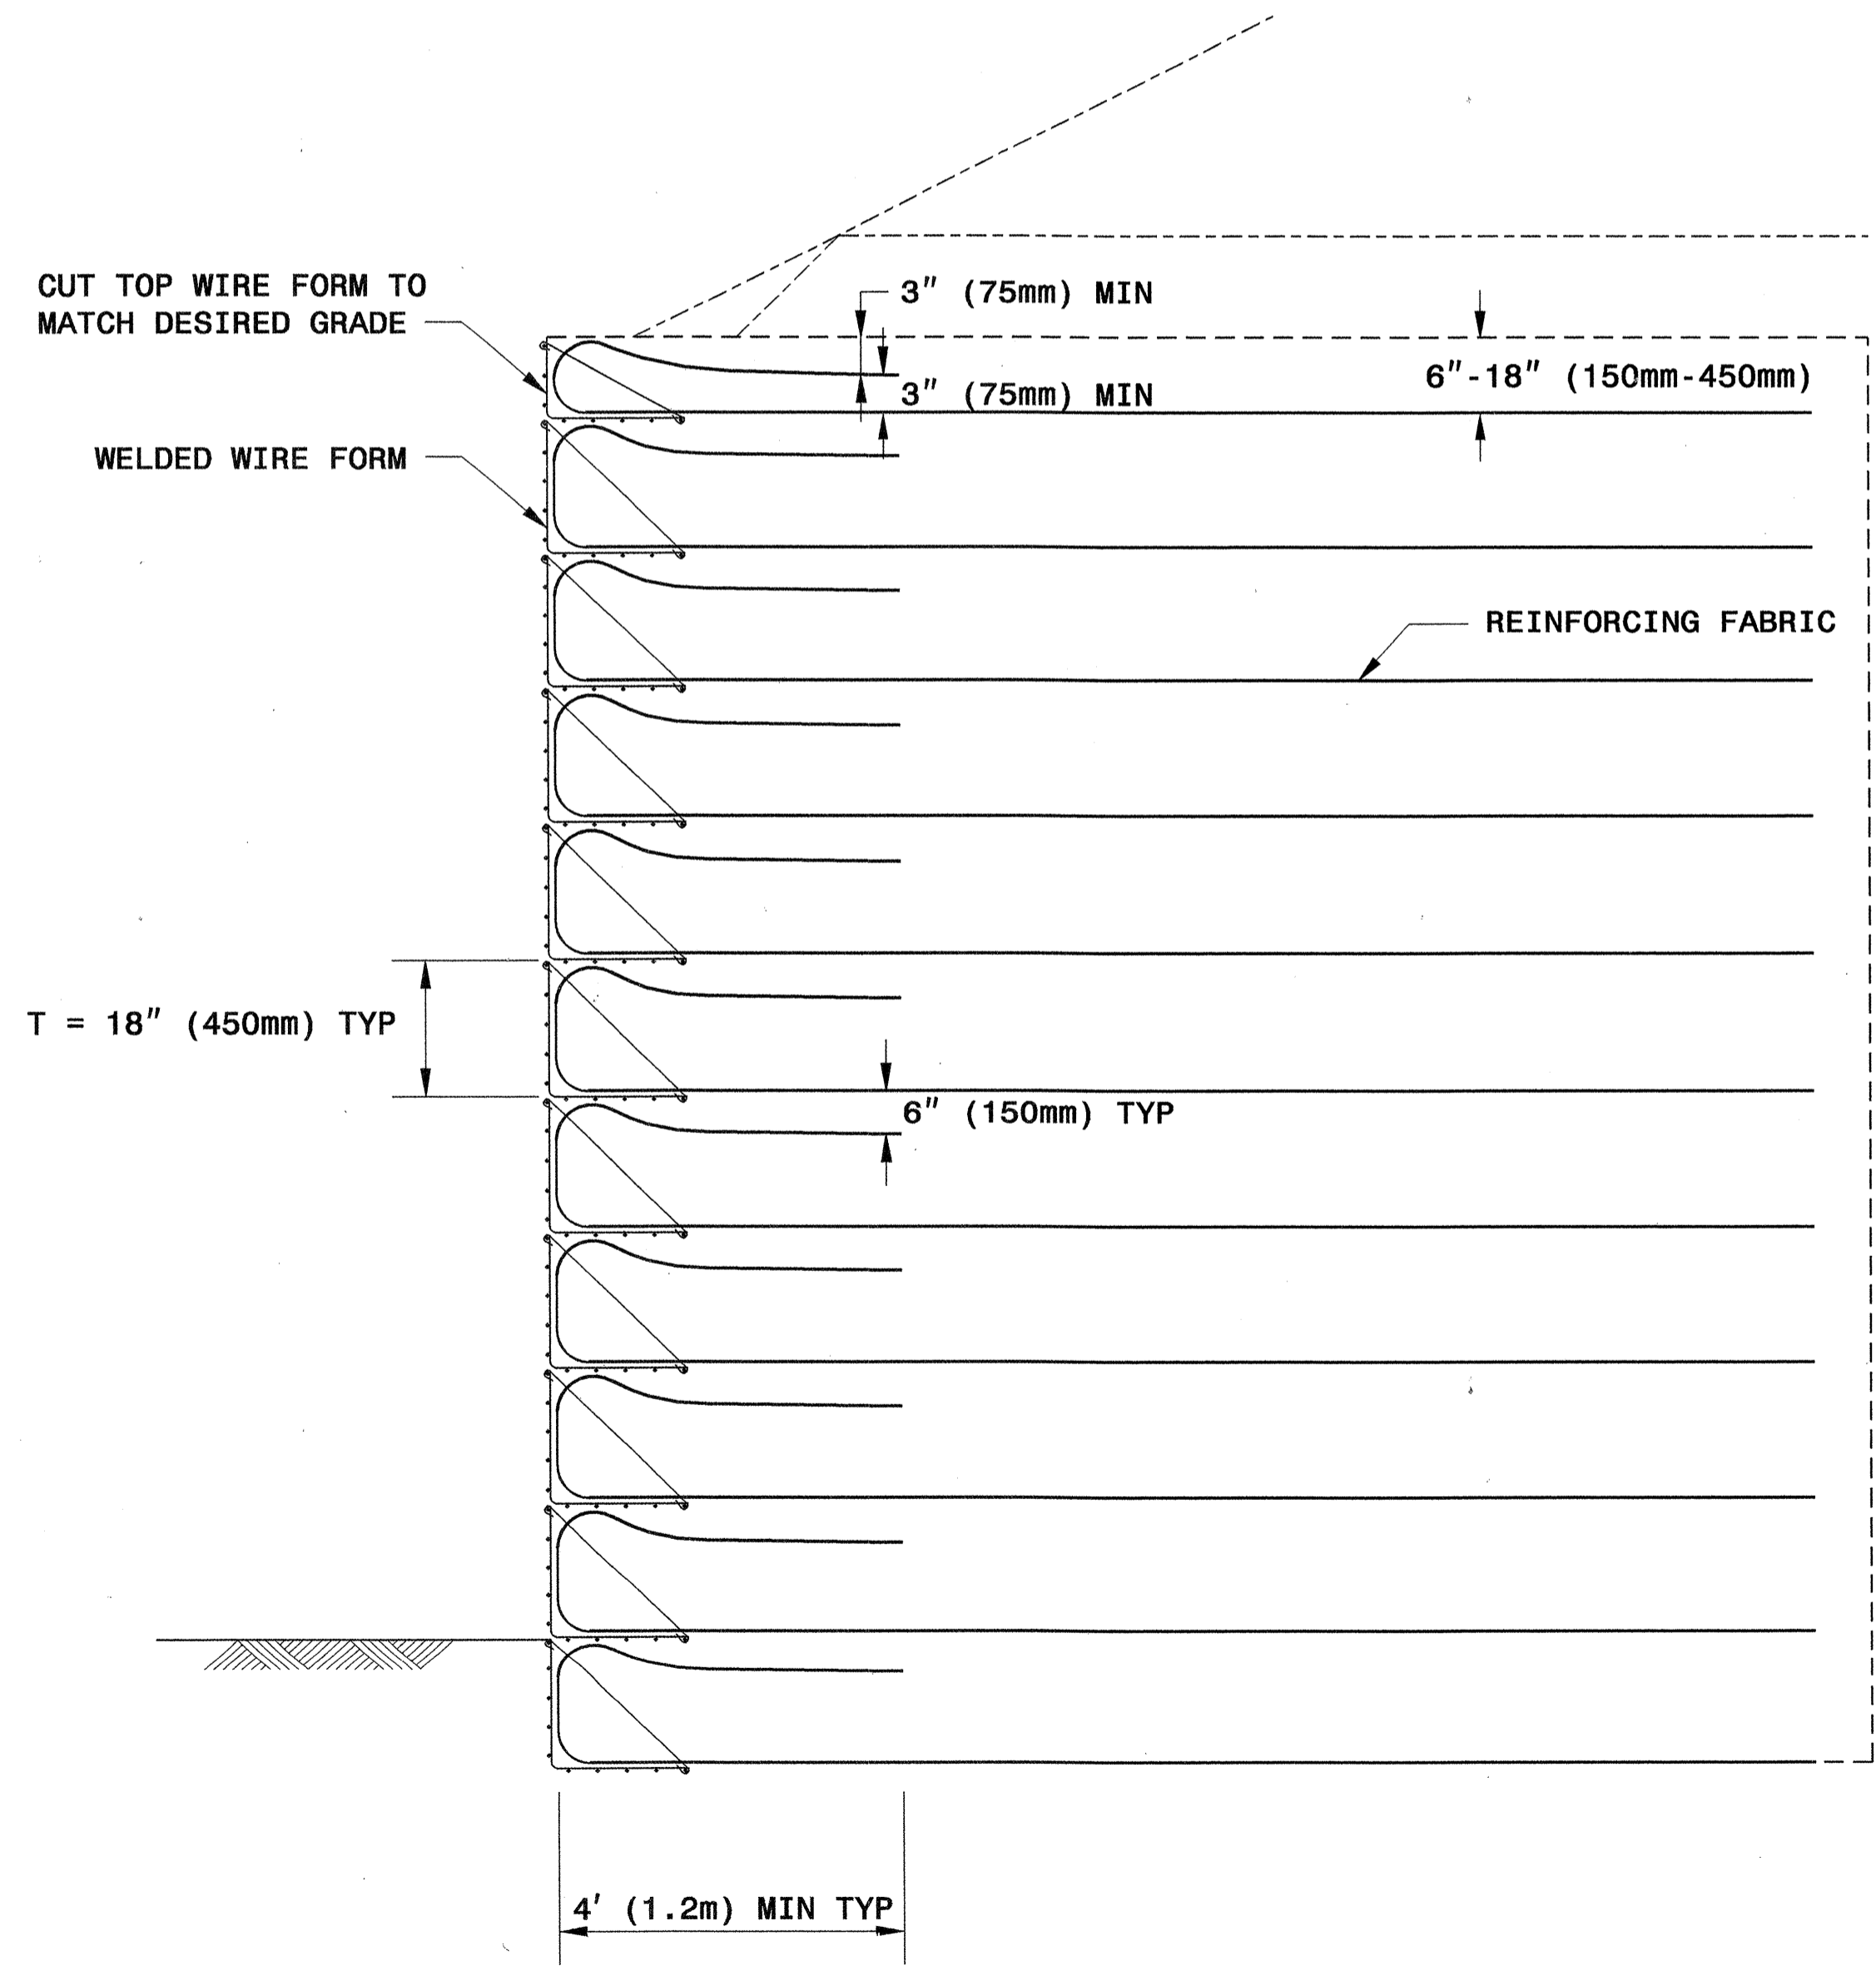 CUT TOP WIRE FORM TO
MATCH DESIRED GRADE
3" (75mm) MIN
3" (75mm) MIN
6"-18" (150mm-450mm)
WELDED WIRE FORM
REINFORCING FABRIC
T = 18" (450mm) TYP
6" (150mm) TYP
4' (1.2m) MIN TYP